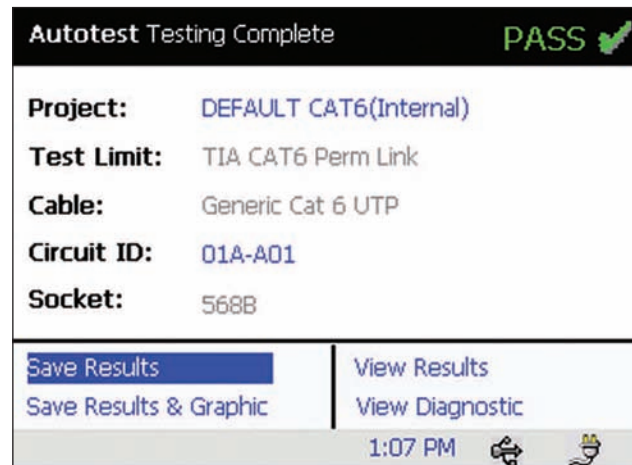 Autotest Testing Complete PASS
Project: DEFAULT CAT6(Internal)
Test Limit: TIA CAT6 Perm Link
Cable: Generic Cat 6 UTP
Circuit ID: 01A-A01
Socket: 568B
Save Results View Results
Save Results & Graphic View Diagnostic
1:07 PM